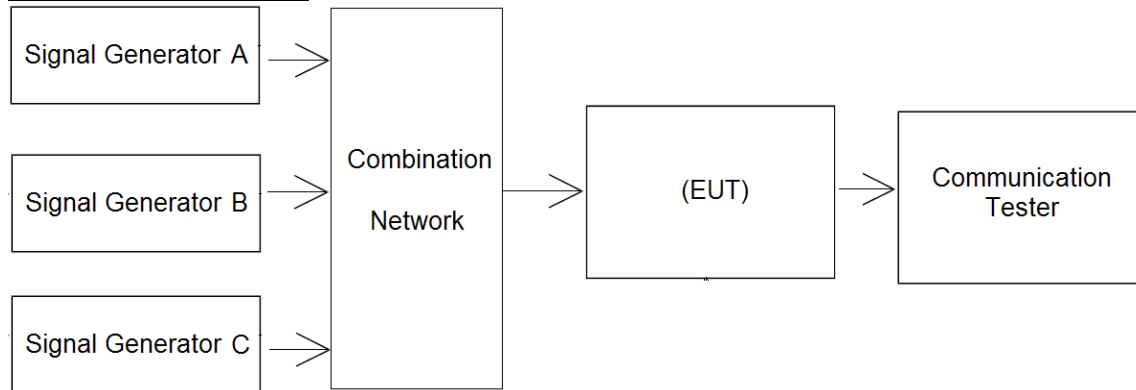 Signal Generator A
Signal Generator B
Signal Generator C
Combination
Network
(EUT)
Communication
Tester